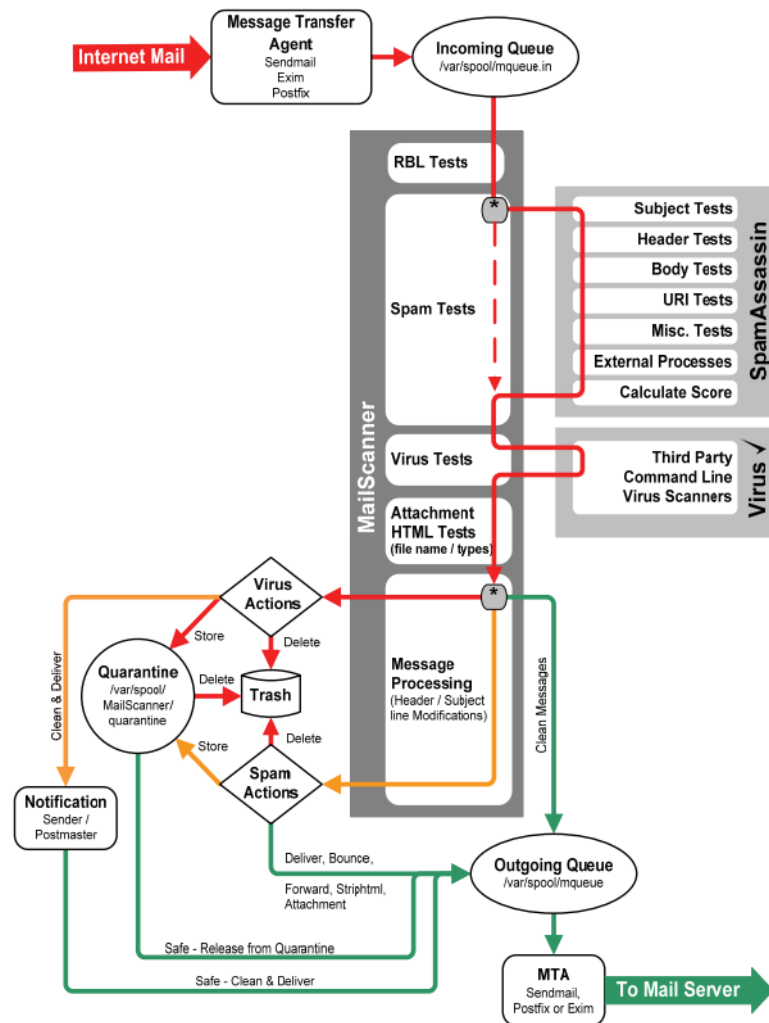 Internet Mail
Message Transfer
Agent
Sendmail
Exim
Postfix
Incoming Queue
/var/spool/mqueue.in
MailScanner
RBL Tests
*
Spam Tests
Virus Tests
Attachment
HTML Tests
(file name / types)
*
Message
Processing
(Header / Subject
line Modifications)
SpamAssassin
Subject Tests
Header Tests
Body Tests
URI Tests
Misc. Tests
External Processes
Calculate Score
Virus ✓
Third Party
Command Line
Virus Scanners
Virus
Actions
Store
Delete
Clean & Deliver
Quarantine
/var/spool/
MailScanner/
quarantine
Delete
Trash
Delete
Store
Spam
Actions
Clean Messages
Notification
Sender /
Postmaster
Deliver, Bounce,
Forward, Striphtml,
Attachment
Outgoing Queue
/var/spool/mqueue
Safe - Release from Quarantine
Safe - Clean & Deliver
MTA
Sendmail,
Postfix or Exim
To Mail Server